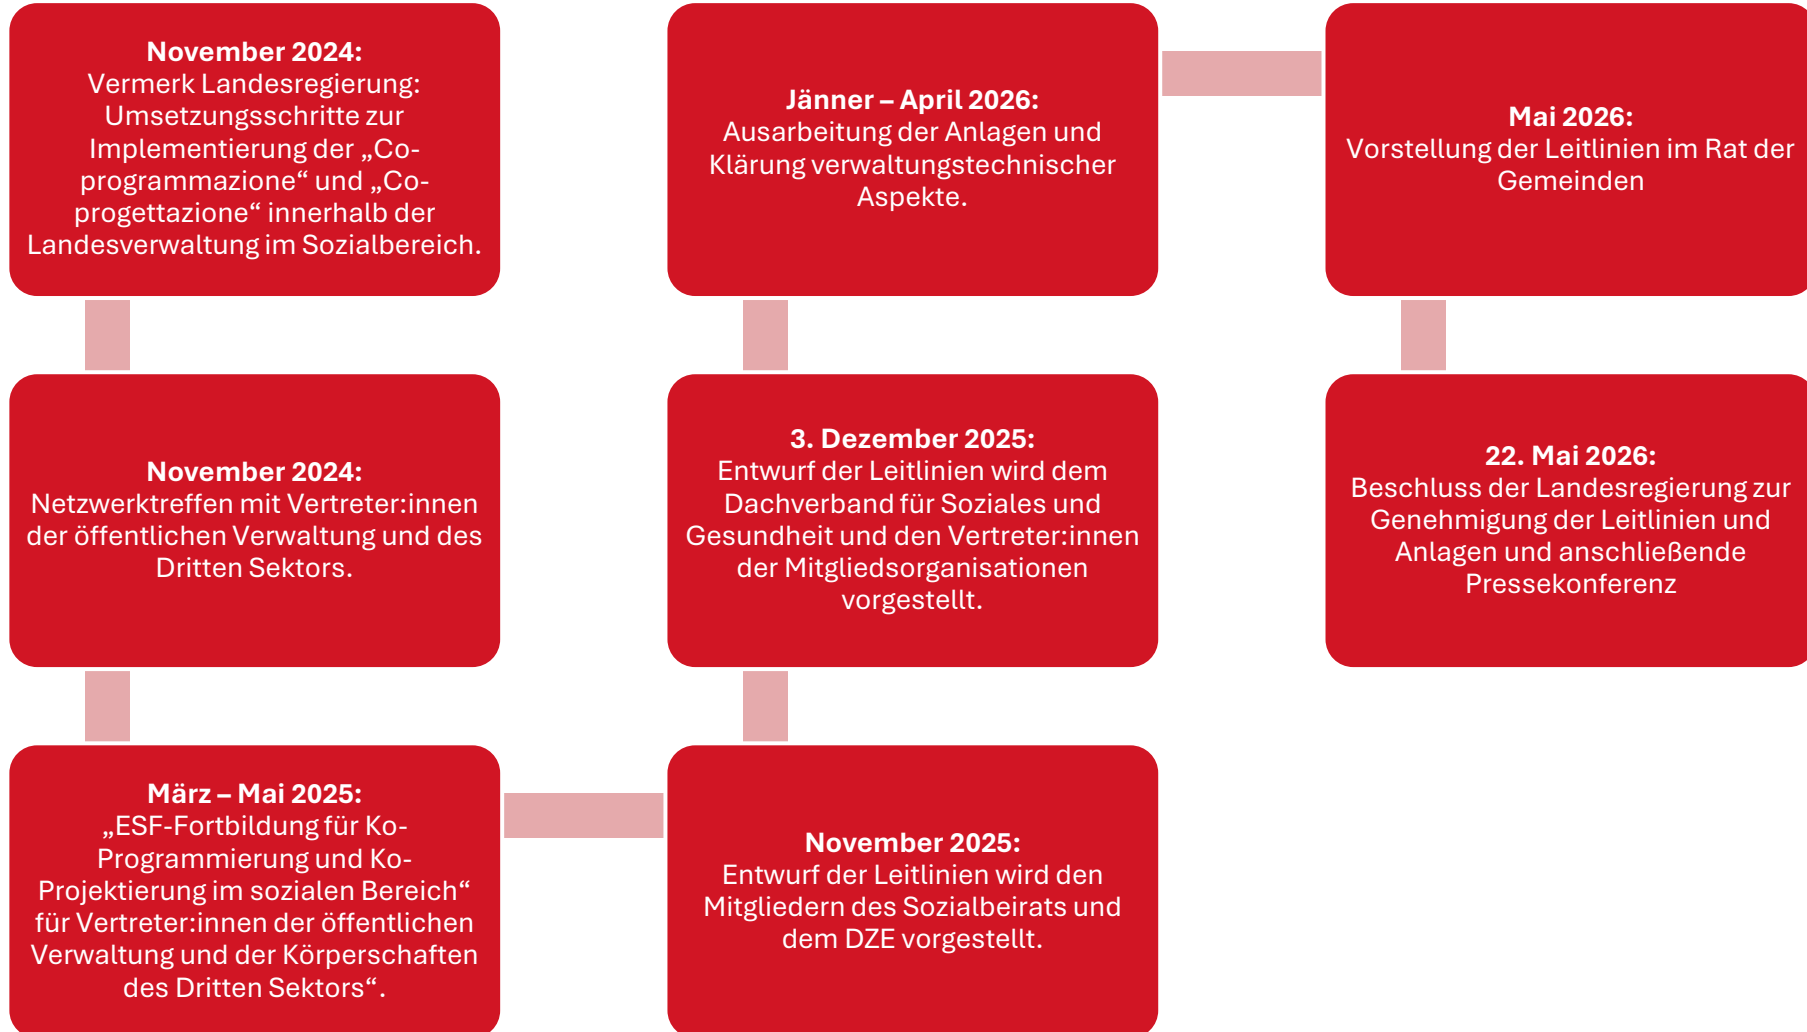 November 2024:
Vermerk Landesregierung:
Umsetzungsschritte zur
Implementierung der „Co-
programmazione“ und „Co-
progettazione“ innerhalb der
Landesverwaltung im Sozialbereich.
November 2024:
Netzwerktreffen mit Vertreter:innen
der öffentlichen Verwaltung und des
Dritten Sektors.
März – Mai 2025:
„ESF-Fortbildung für Ko-
Programmierung und Ko-
Projektierung im sozialen Bereich“
für Vertreter:innen der öffentlichen
Verwaltung und der Körperschaften
des Dritten Sektors“.
November 2025:
Entwurf der Leitlinien wird den
Mitgliedern des Sozialbeirats und
dem DZE vorgestellt.
3. Dezember 2025:
Entwurf der Leitlinien wird dem
Dachverband für Soziales und
Gesundheit und den Vertreter:innen
der Mitgliedsorganisationen
vorgestellt.
Jänner – April 2026:
Ausarbeitung der Anlagen und
Klärung verwaltungstechnischer
Aspekte.
Mai 2026:
Vorstellung der Leitlinien im Rat der
Gemeinden
22. Mai 2026:
Beschluss der Landesregierung zur
Genehmigung der Leitlinien und
Anlagen und anschließende
Pressekonferenz